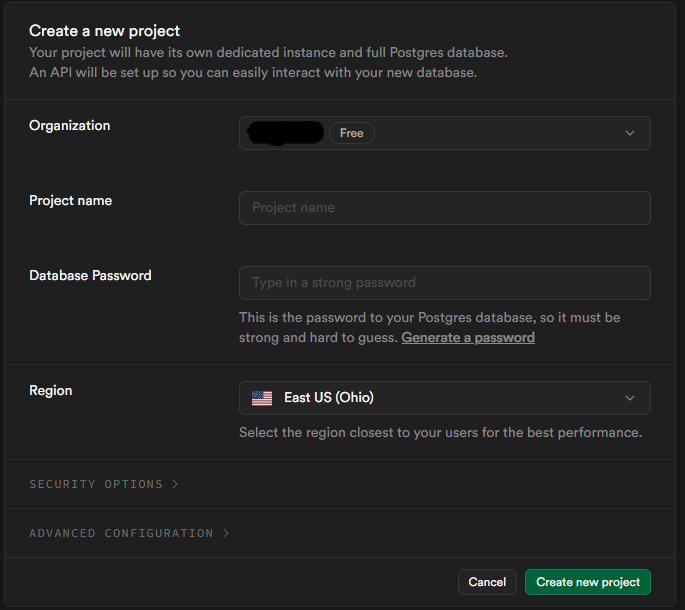 Create a new project
Your project will have its own dedicated instance and full Postgres database.
An API will be set up so you can easily interact with your new database.
Organization
Free
Project name
Project name
Database Password
Type in a strong password
This is the password to your Postgres database, so it must be
strong and hard to guess. Generate a password
Region
East US (Ohio)
Select the region closest to your users for the best performance.
SECURITY OPTIONS >
ADVANCED CONFIGURATION >
Cancel
Create new project